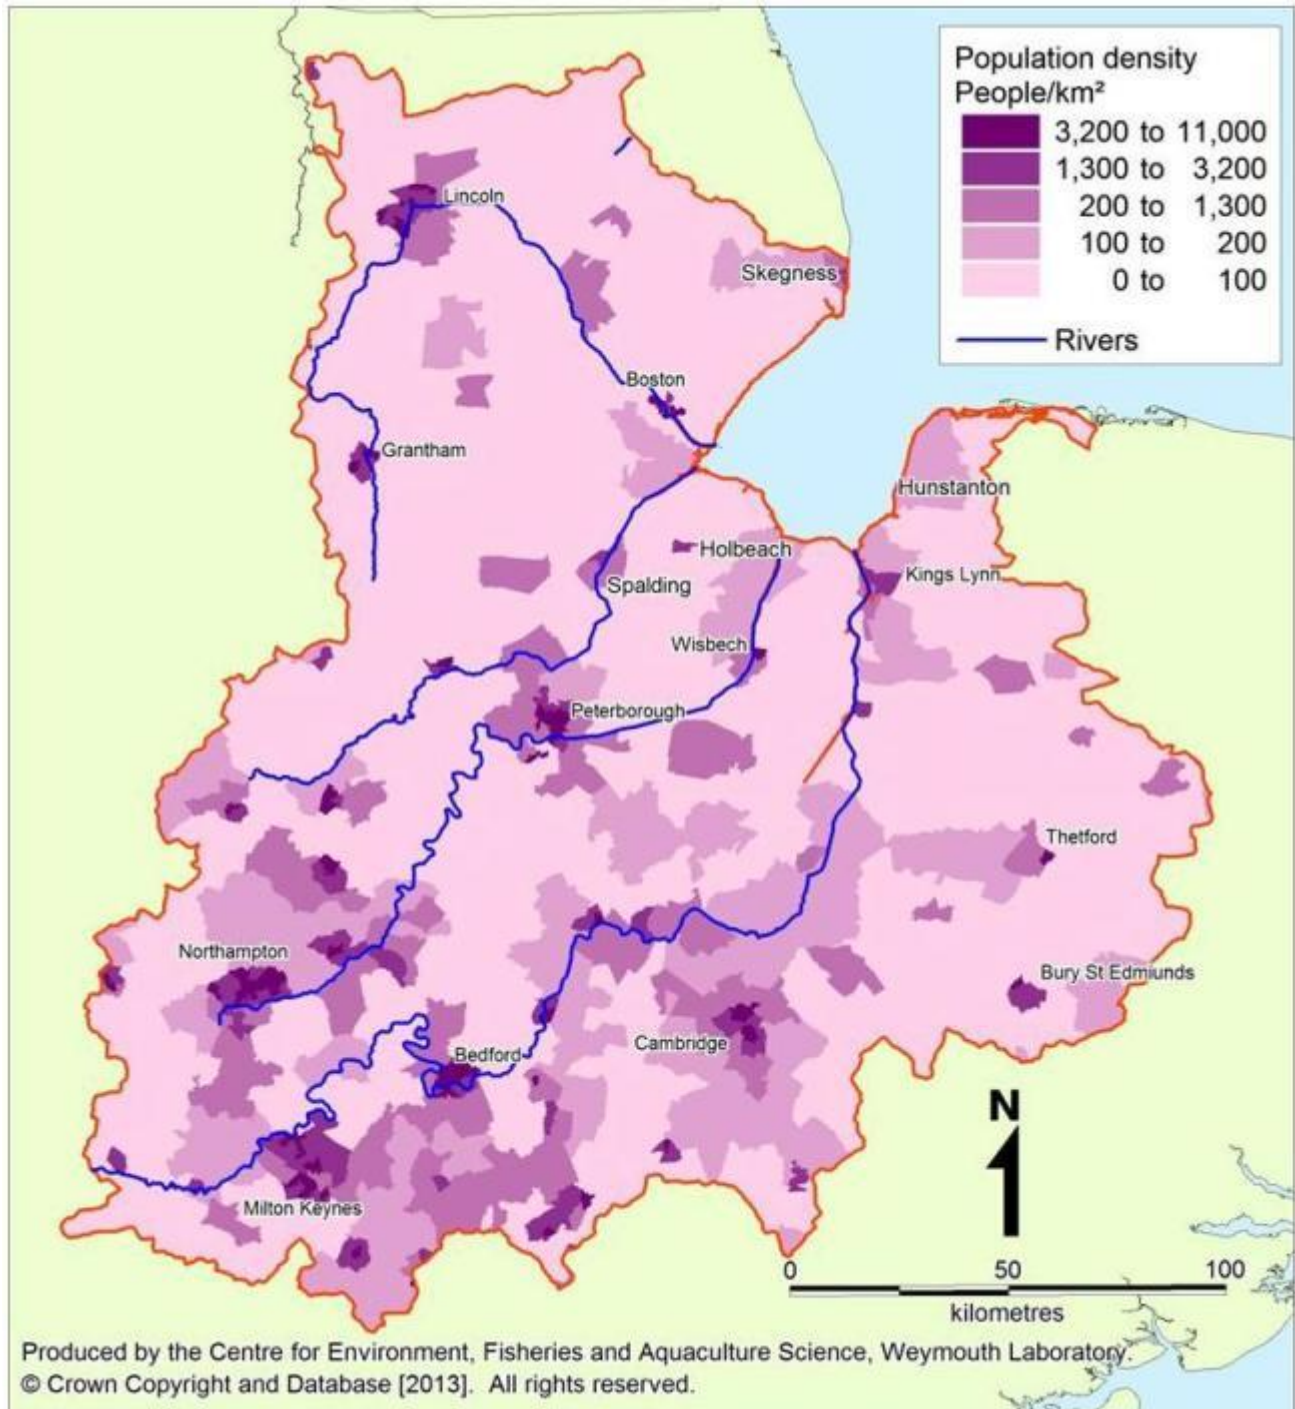 Population density
People/km²
3,200 to 11,000
1,300 to 3,200
200 to 1,300
100 to 200
0 to 100
Rivers
Lincoln
Skegness
Boston
Grantham
Hunstanton
Holbeach
Kings Lynn
Spalding
Wisbech
Peterborough
Thetford
Northampton
Bury St Edmiunds
Cambridge
Bedford
Milton Keynes
N
0 50 100
kilometres
Produced by the Centre for Environment, Fisheries and Aquaculture Science, Weymouth Laboratory.
© Crown Copyright and Database [2013]. All rights reserved.